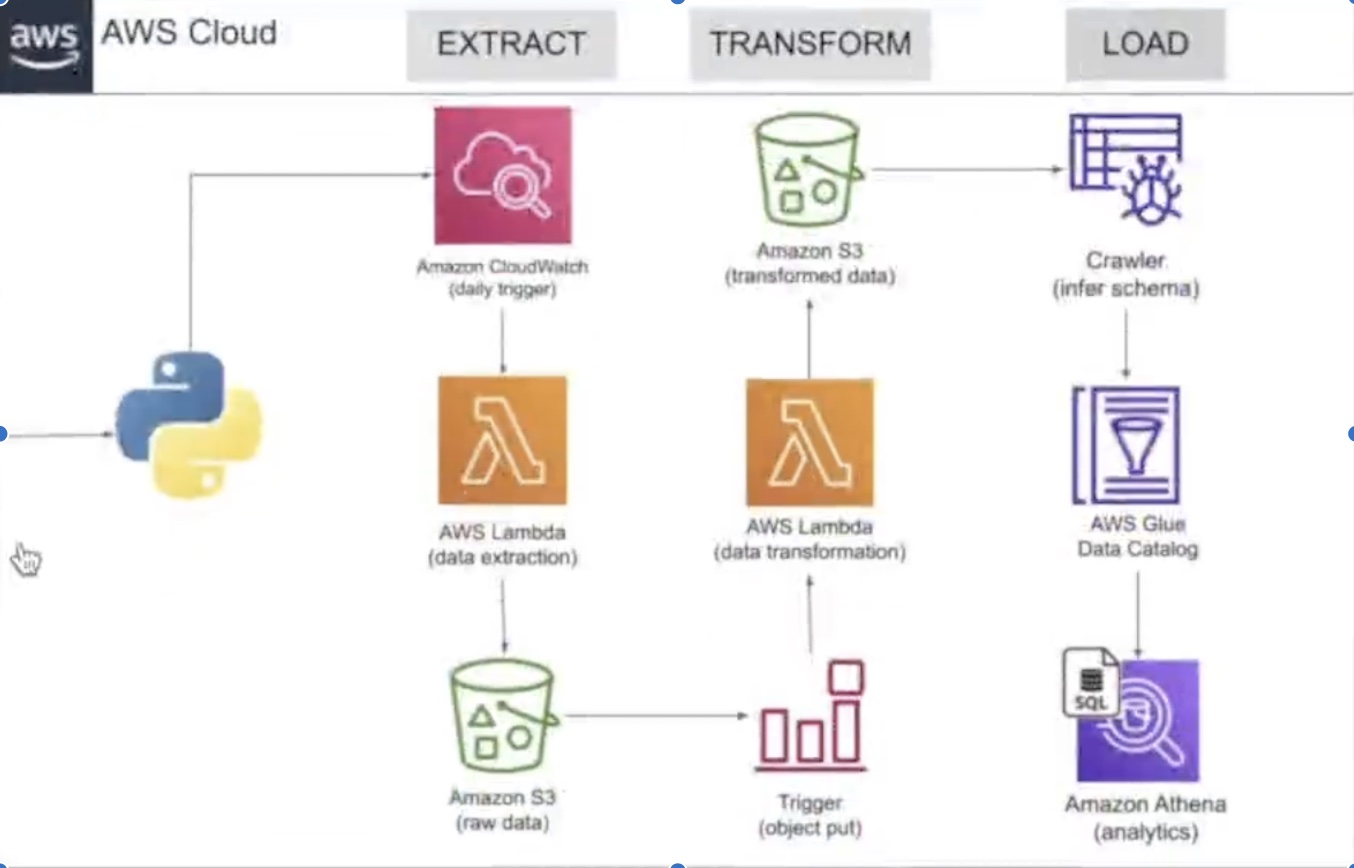 aws
AWS Cloud
EXTRACT
TRANSFORM
LOAD
Amazon CloudWatch
(daily trigger)
Amazon S3
(transformed data)
Crawler
(infer schema)
AWS Lambda
(data extraction)
AWS Lambda
(data transformation)
AWS Glue
Data Catalog
Amazon S3
(raw data)
Trigger
(object put)
SQL
Amazon Athena
(analytics)